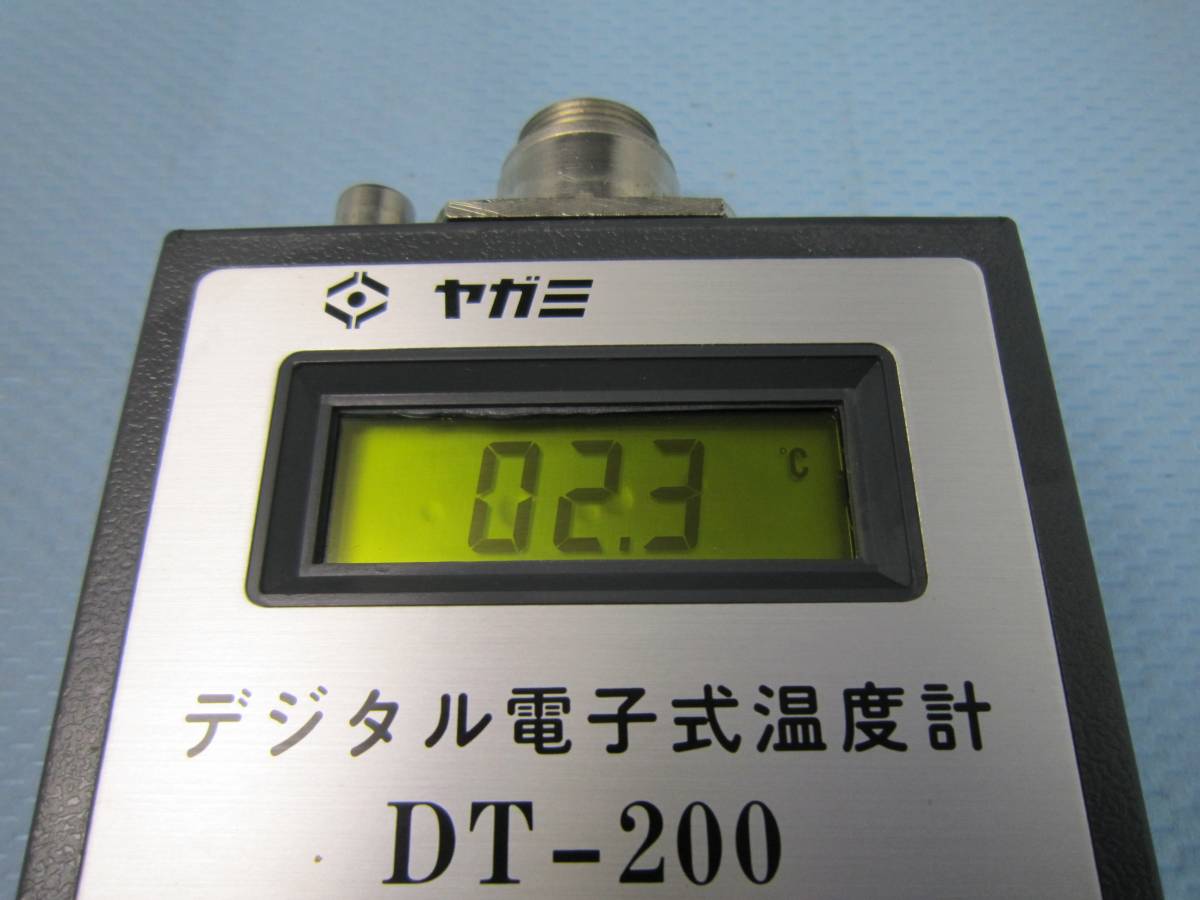 ヤガミ
02.3 °C
デジタル電子式温度計
DT-200